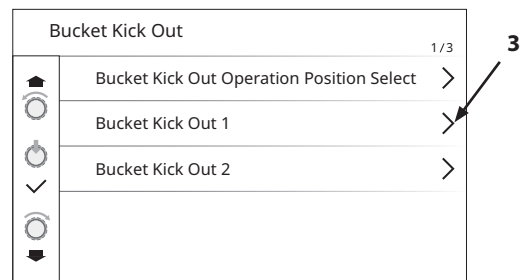 Bucket Kick Out
1/3
3
Bucket Kick Out Operation Position Select
Bucket Kick Out 1
Bucket Kick Out 2